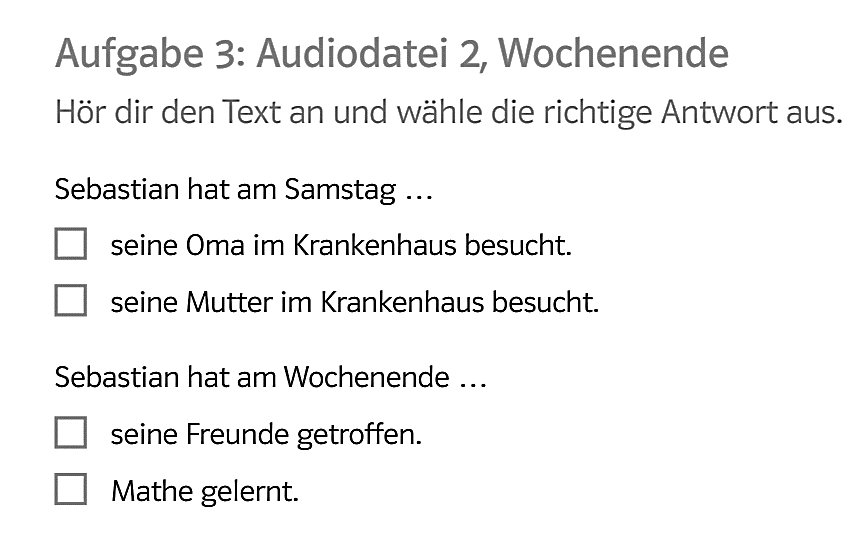 Aufgabe 3: Audiodatei 2, Wochenende
Hör dir den Text an und wähle die richtige Antwort aus.
Sebastian hat am Samstag …
seine Oma im Krankenhaus besucht.
seine Mutter im Krankenhaus besucht.
Sebastian hat am Wochenende …
seine Freunde getroffen.
Mathe gelernt.